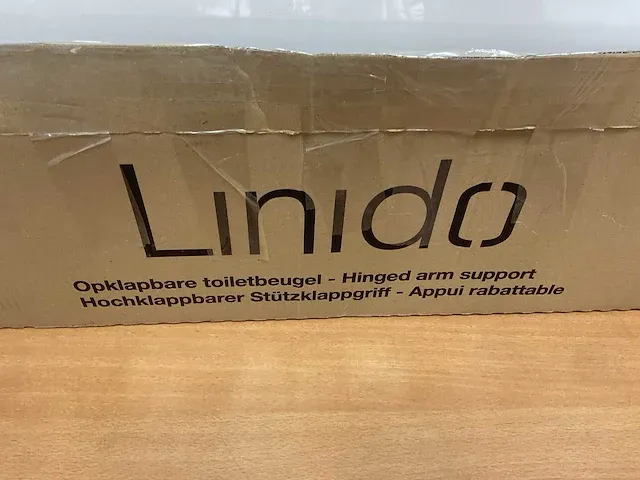 Linido
Opklapbare toiletbeugel - Hinged arm support
Hochklappbarer Stützklappgriff - Appui rabattable